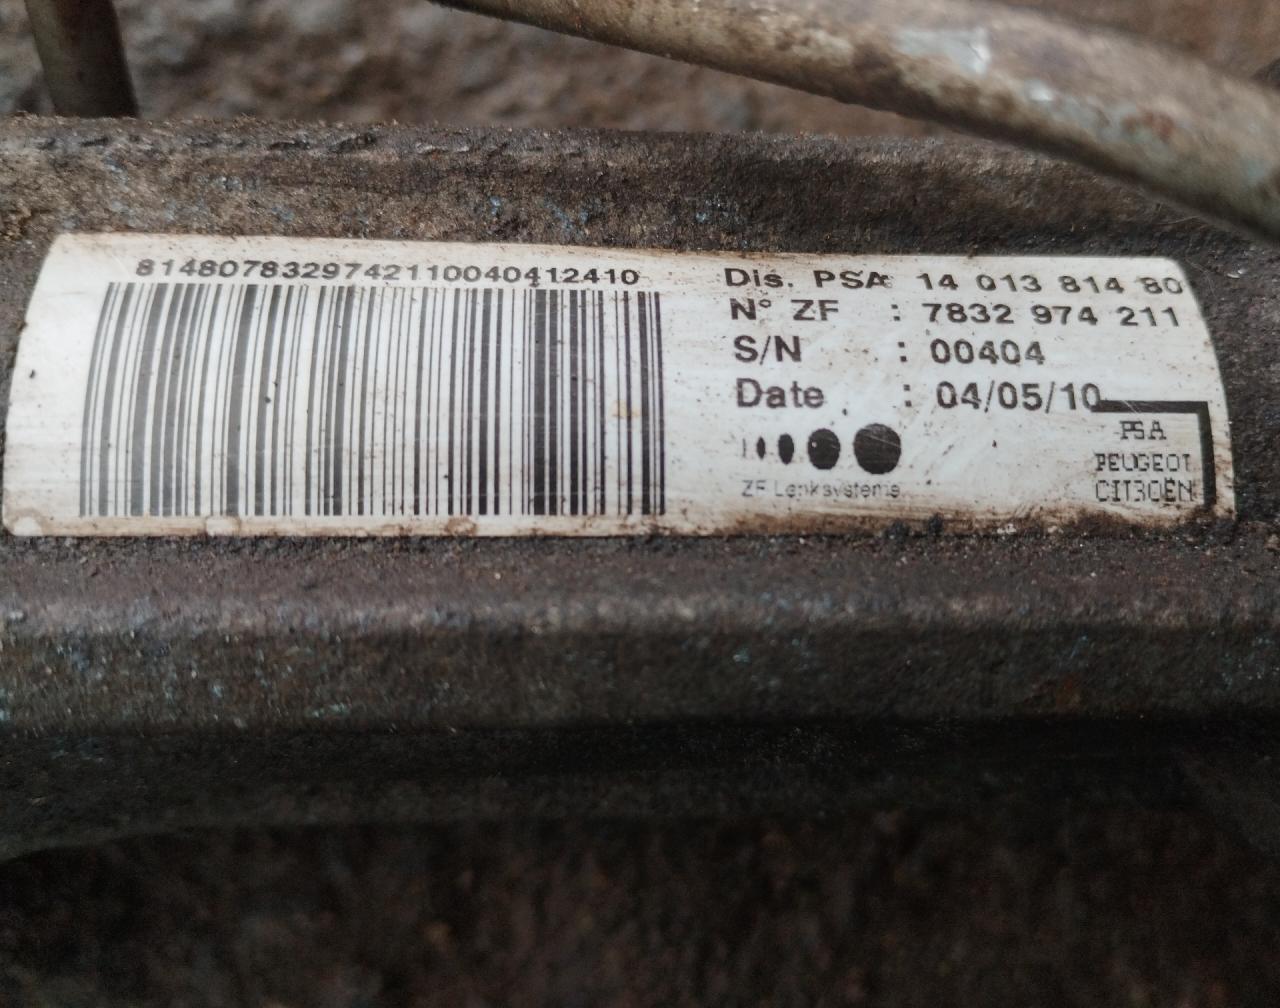 8148078329742110040412410
Dis. PSA: 14 013 814 80
N° ZF : 7832 974 211
S/N : 00404
Date : 04/05/10
ZF Lenksysteme
PSA
PEUGEOT
CITROËN